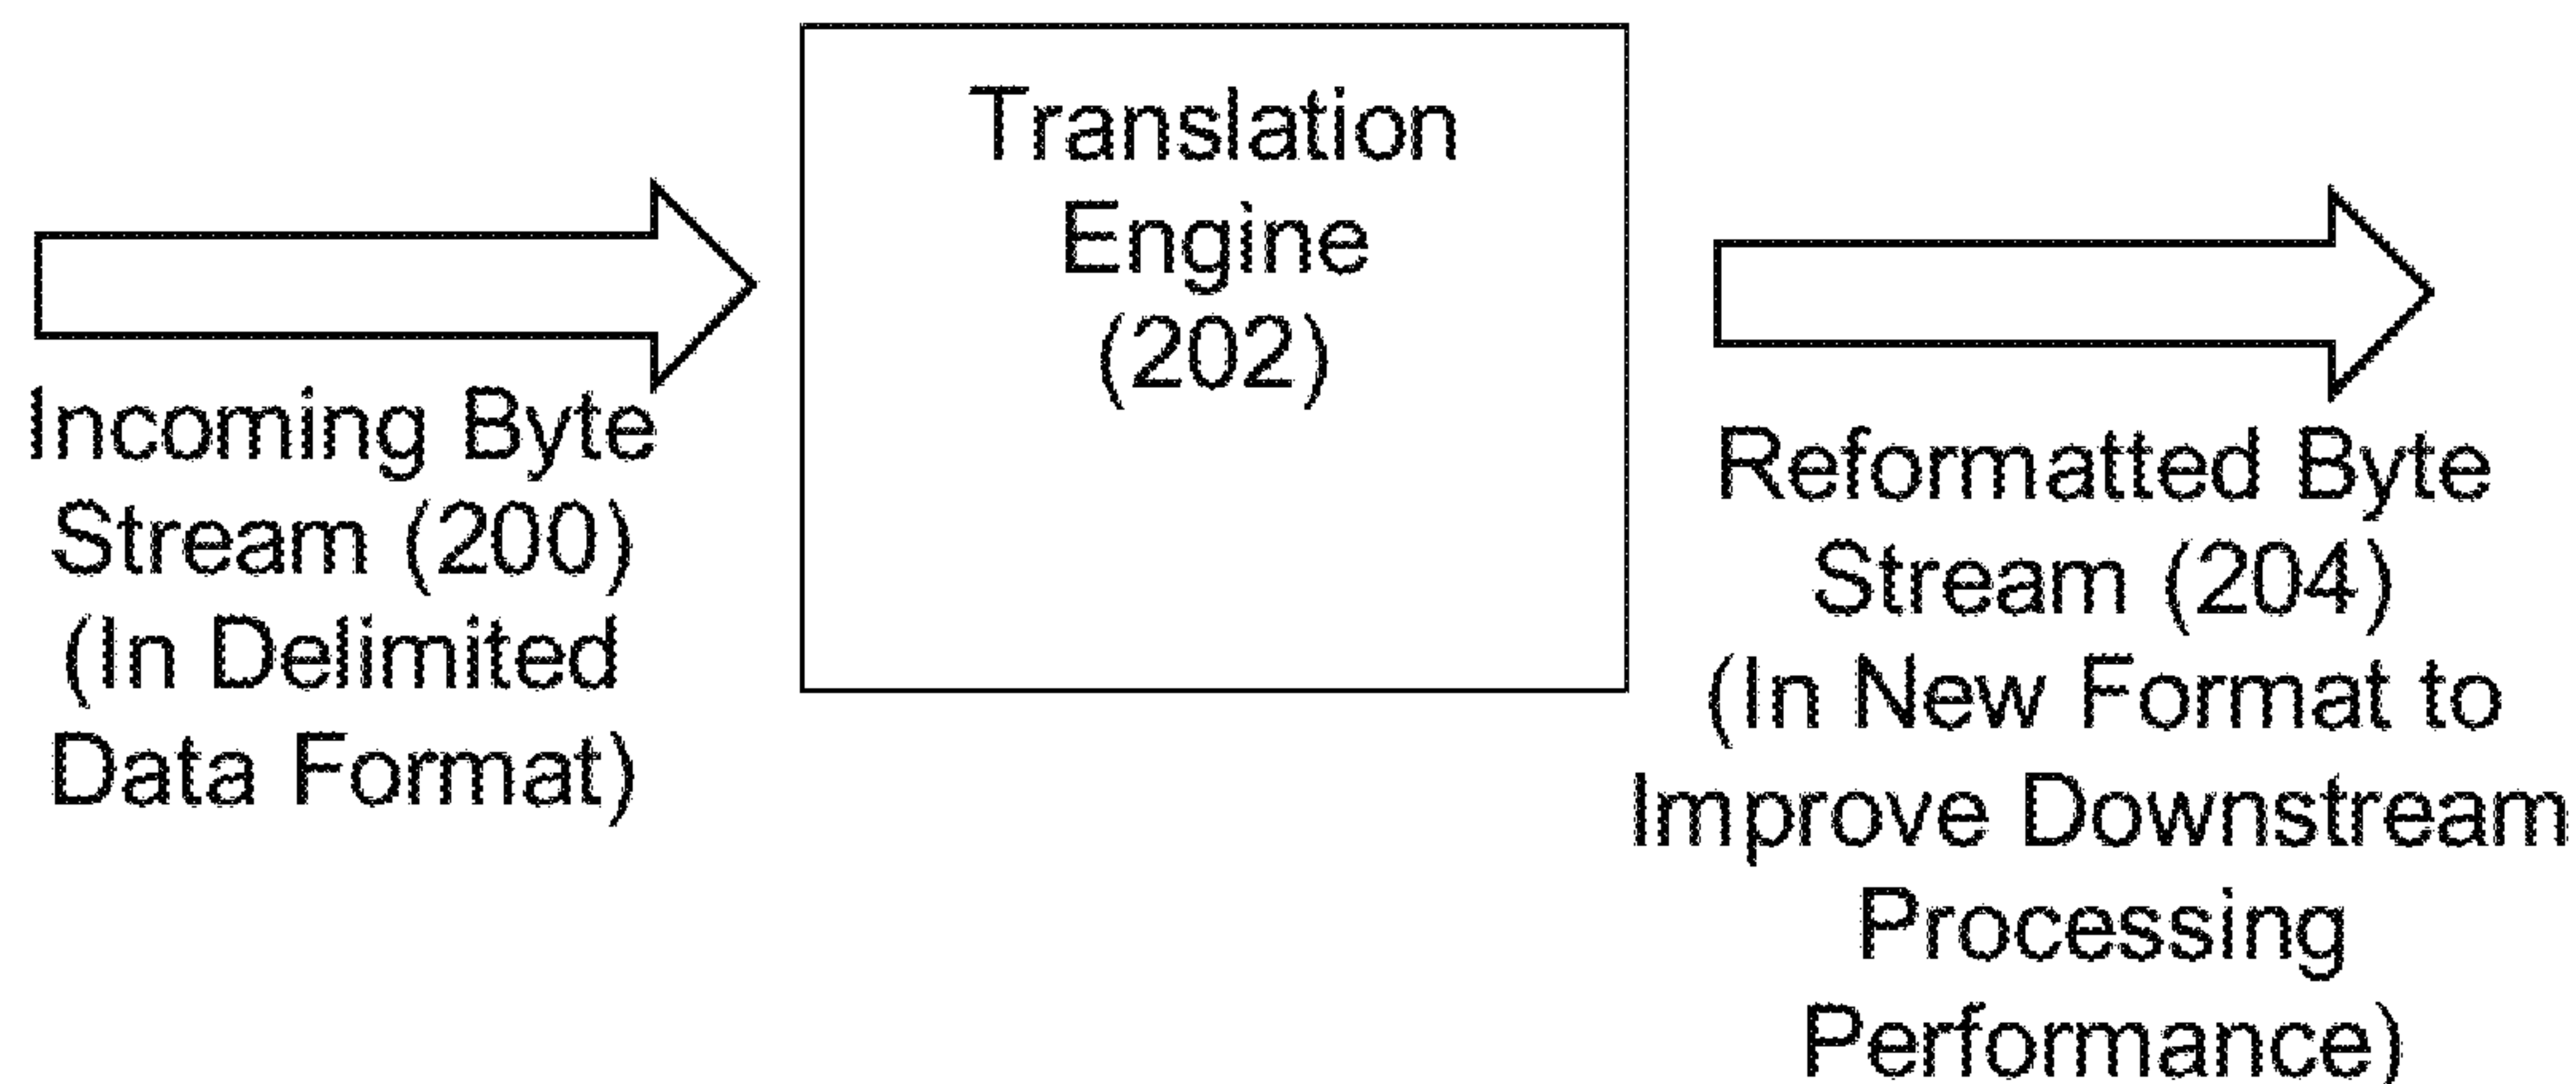 Translation
Engine
(202)
Incoming Byte
Stream (200)
(In Delimited
Data Format)
Reformatted Byte
Stream (204)
(In New Format to
Improve Downstream
Processing
Performance)